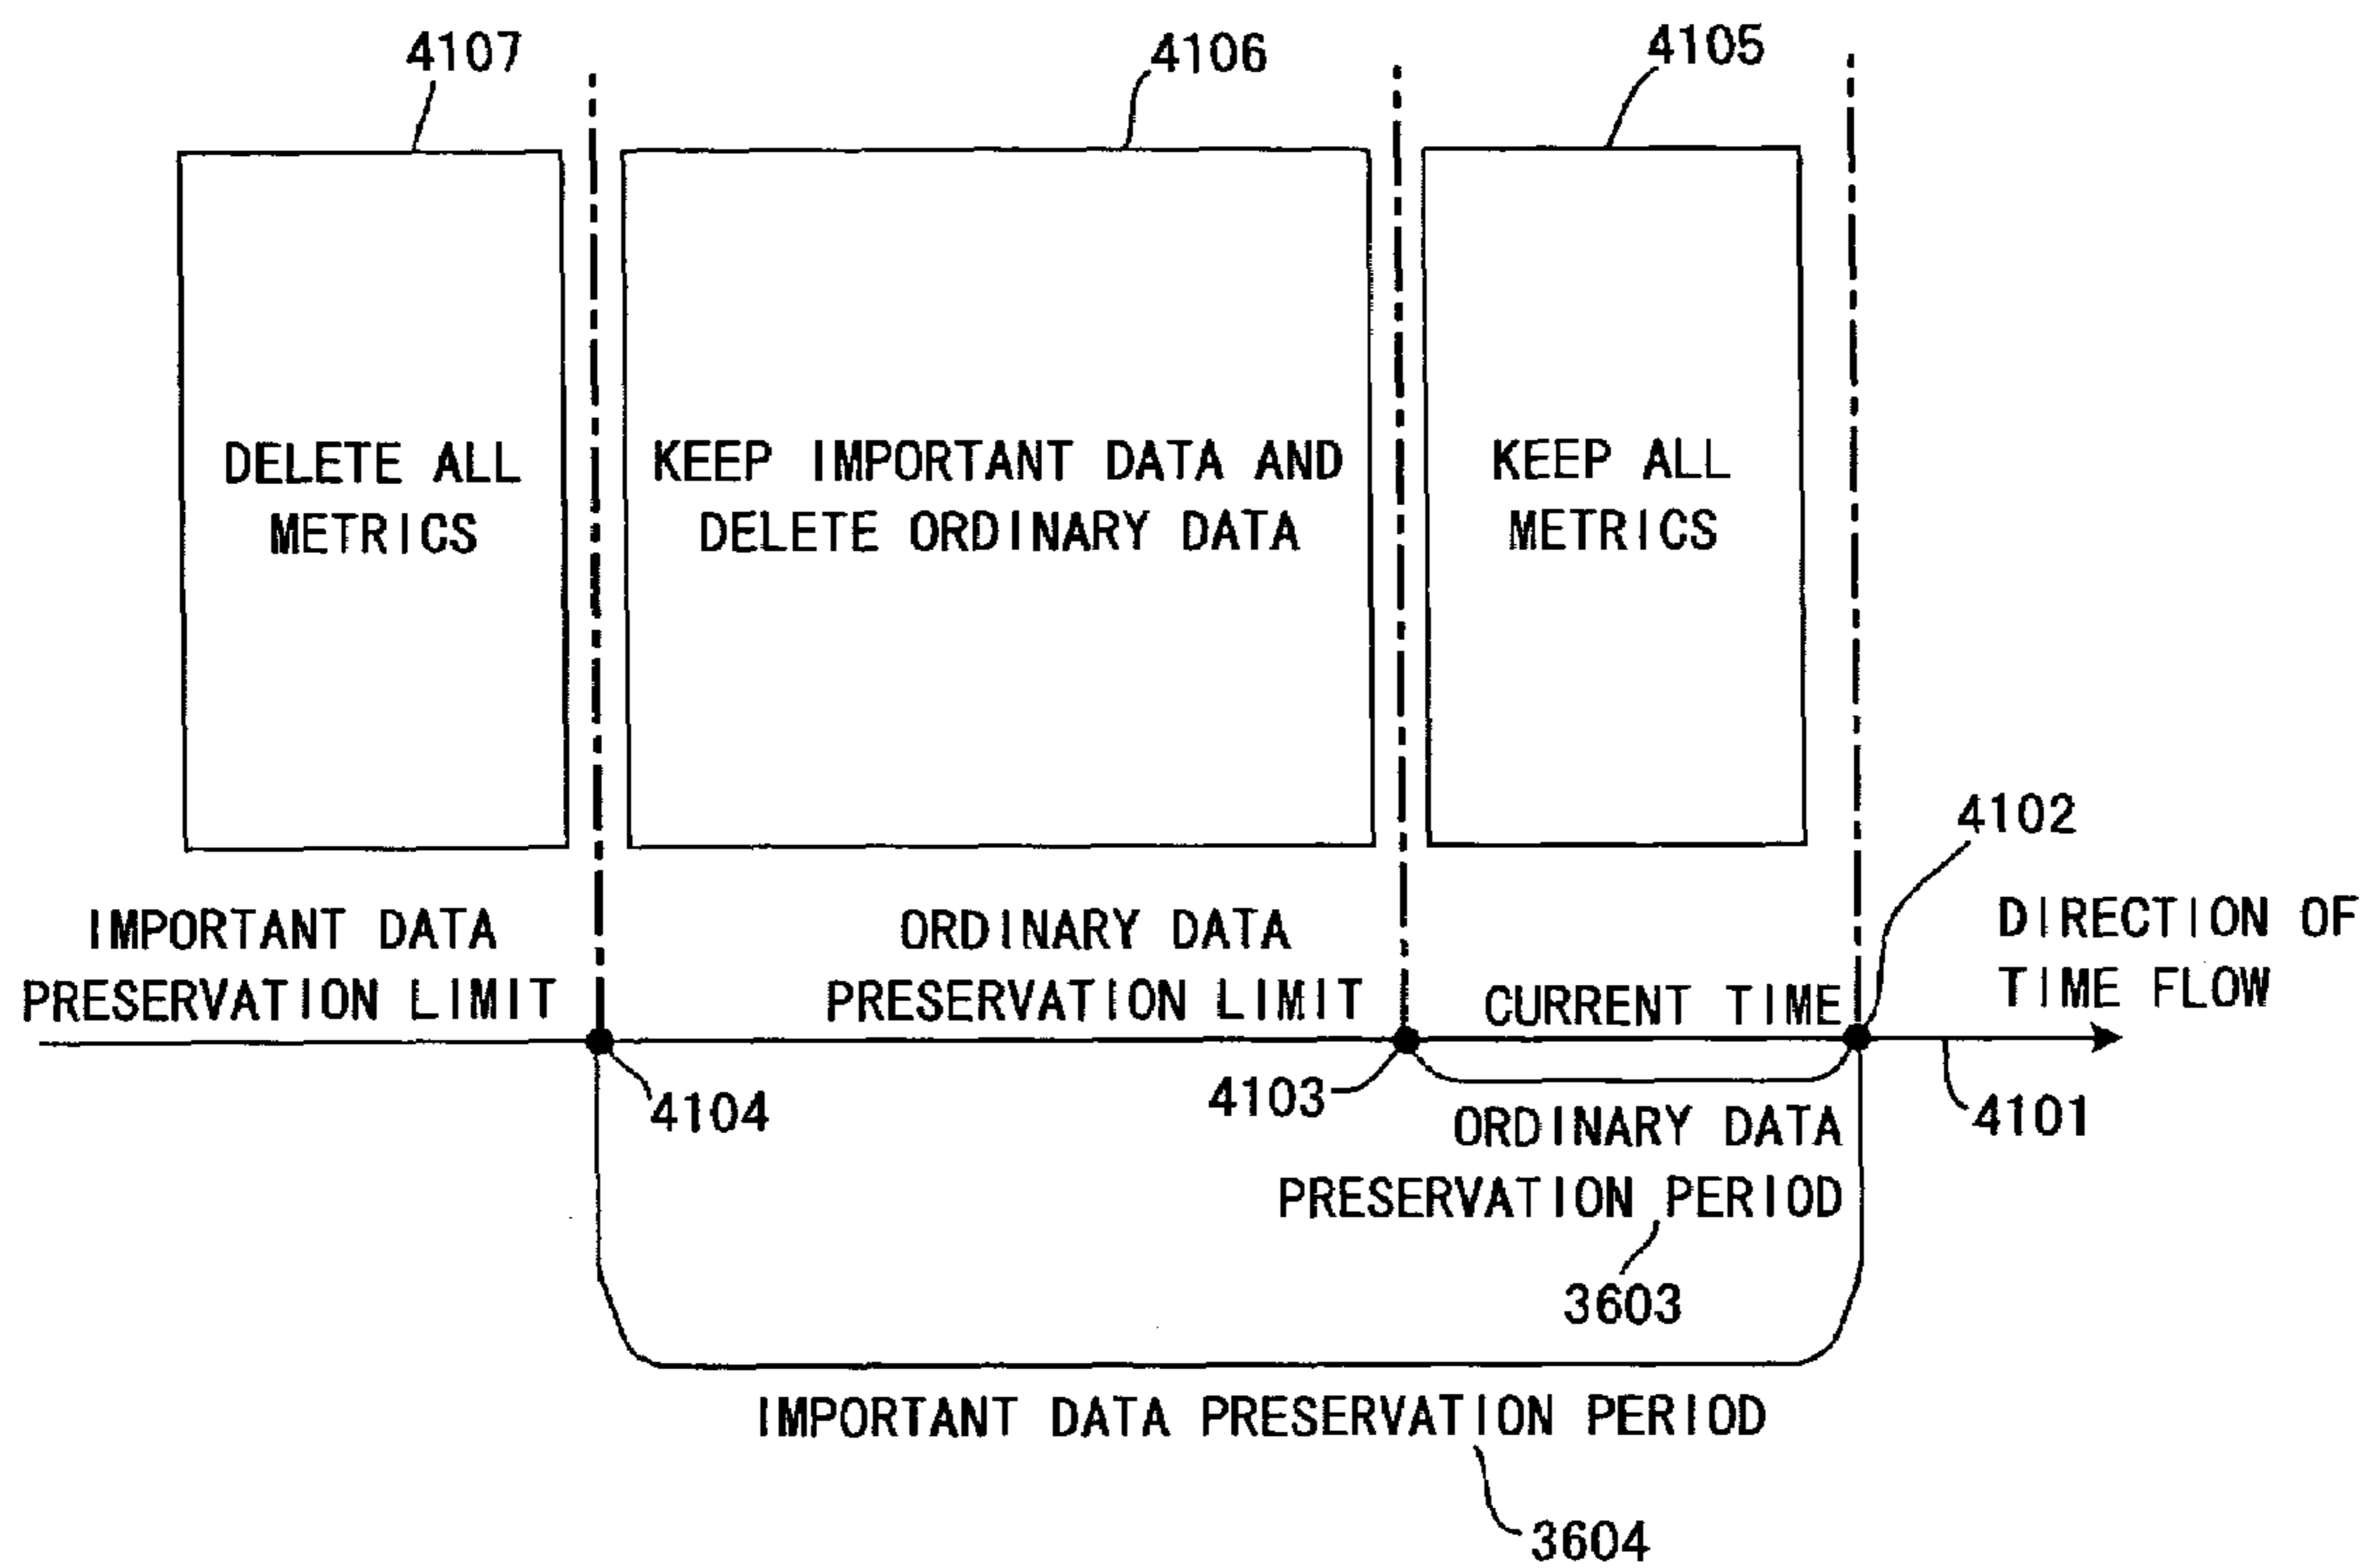 4107
4106
4105
DELETE ALL
METRICS
KEEP IMPORTANT DATA AND
DELETE ORDINARY DATA
KEEP ALL
METRICS
4102
IMPORTANT DATA
PRESERVATION LIMIT
ORDINARY DATA
PRESERVATION LIMIT
CURRENT TIME
DIRECTION OF
TIME FLOW
4104
4103
4101
ORDINARY DATA
PRESERVATION PERIOD
3603
IMPORTANT DATA PRESERVATION PERIOD
3604